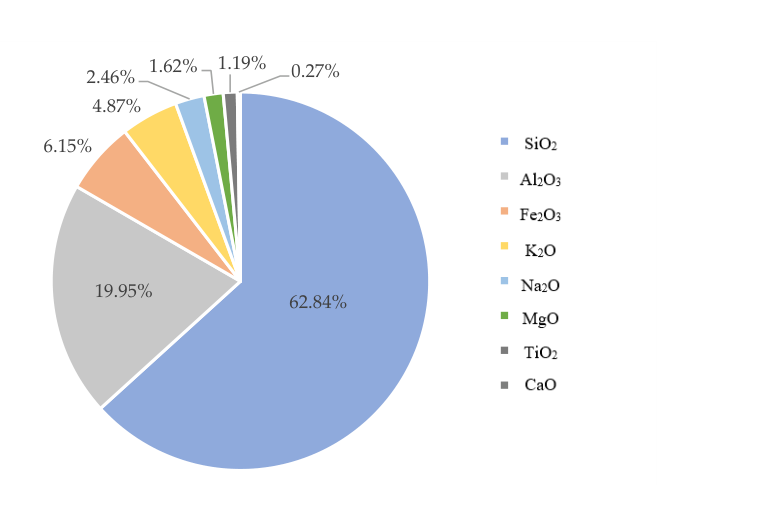 1.19%
1.62%
0.27%
2.46%
4.87%
6.15%
19.95%
62.84%
SiO₂
Al₂O₃
Fe₂O₃
K₂O
Na₂O
MgO
TiO₂
CaO